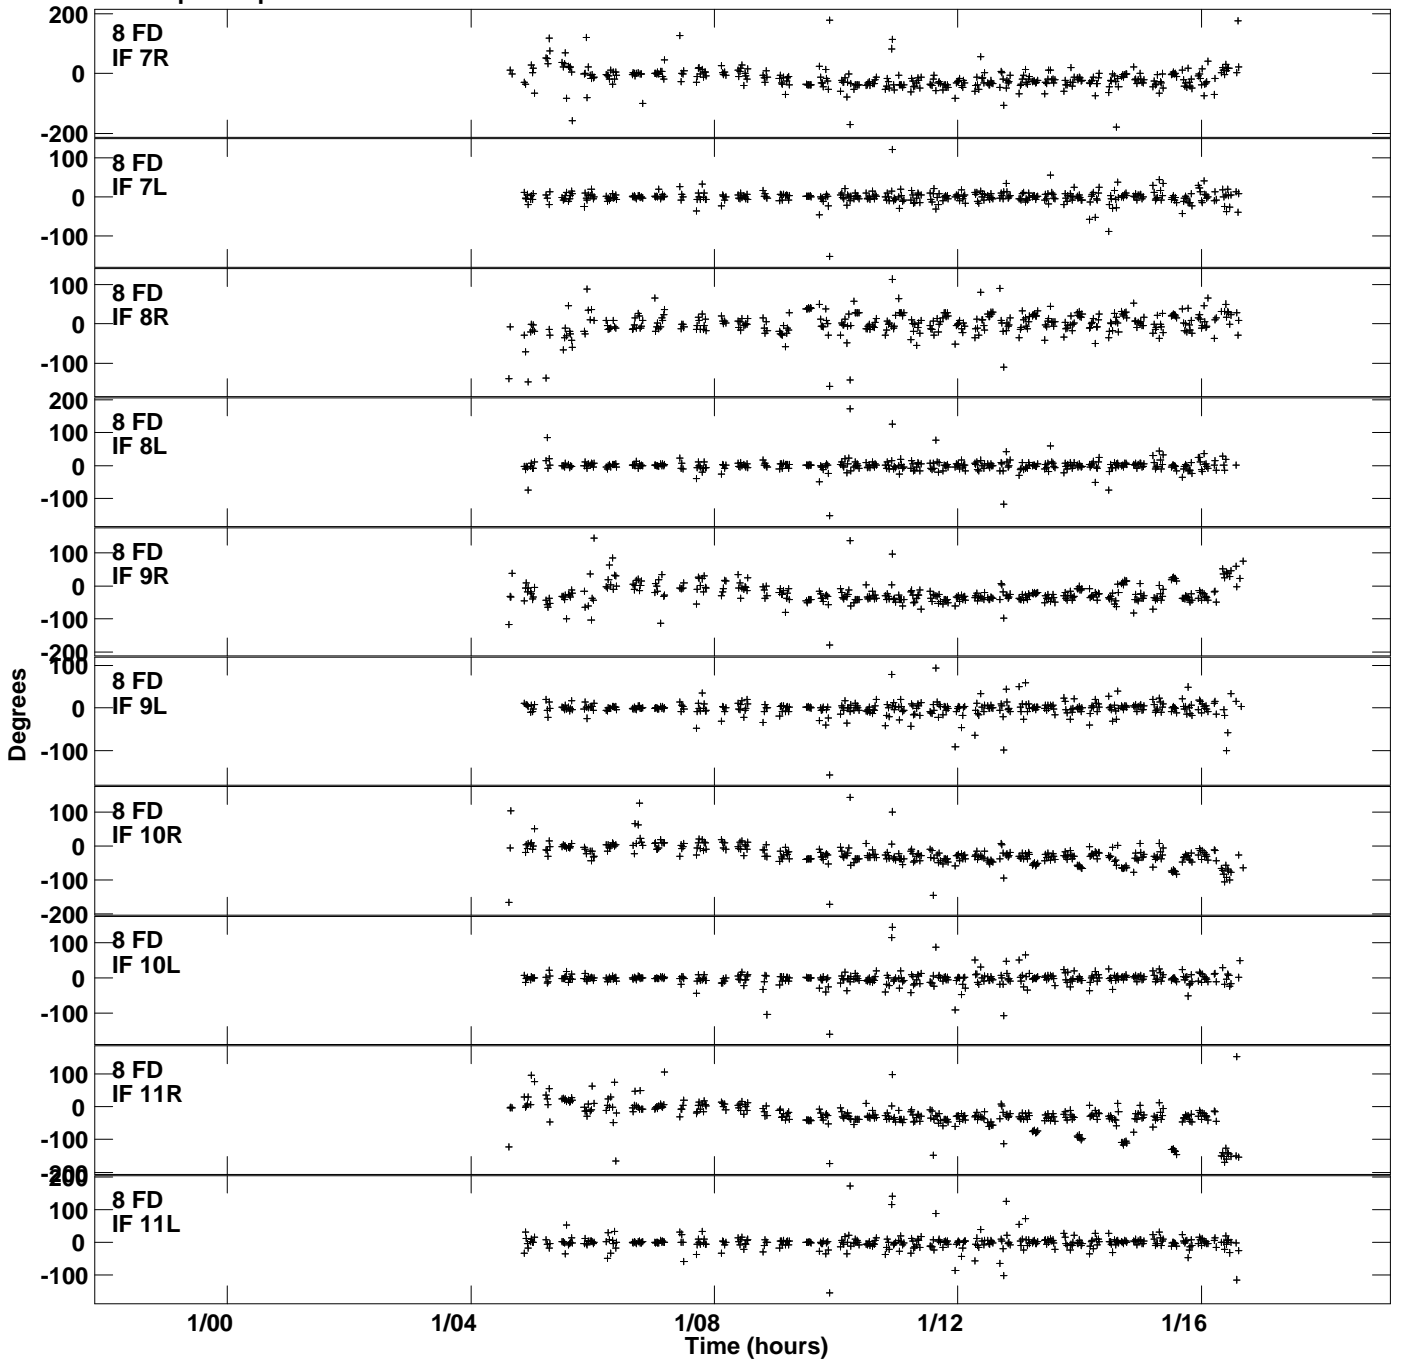 200
8 FD
IF 7R
0
-200
8 FD
100
IF 7L
0
-100
8 FD
100
IF 8R
0
-100
200
8 FD
100
IF 8L
0
-100
8 FD
100
IF 9R
0
-100
-200
100
8 FD
IF 9L
0
-100
8 FD
100
IF 10R
0
-100
-200
8 FD
100
IF 10L
0
-100
8 FD
100
IF 11R
0
-100
-200
200
8 FD
100
IF 11L
0
-100
Degrees
1/00 1/04 1/08 1/12 1/16
Time (hours)